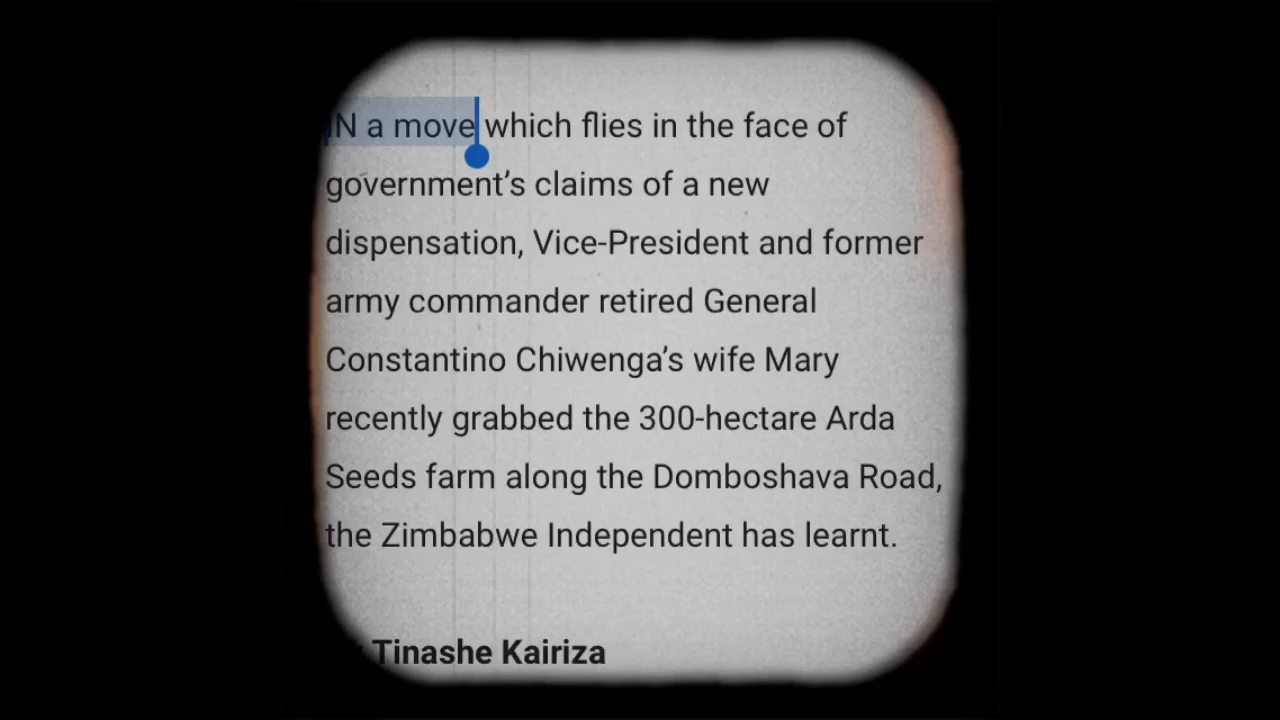 IN a move which flies in the face of
government’s claims of a new
dispensation, Vice-President and former
army commander retired General
Constantino Chiwenga’s wife Mary
recently grabbed the 300-hectare Arda
Seeds farm along the Domboshava Road,
the Zimbabwe Independent has learnt.
Tinashe Kairiza